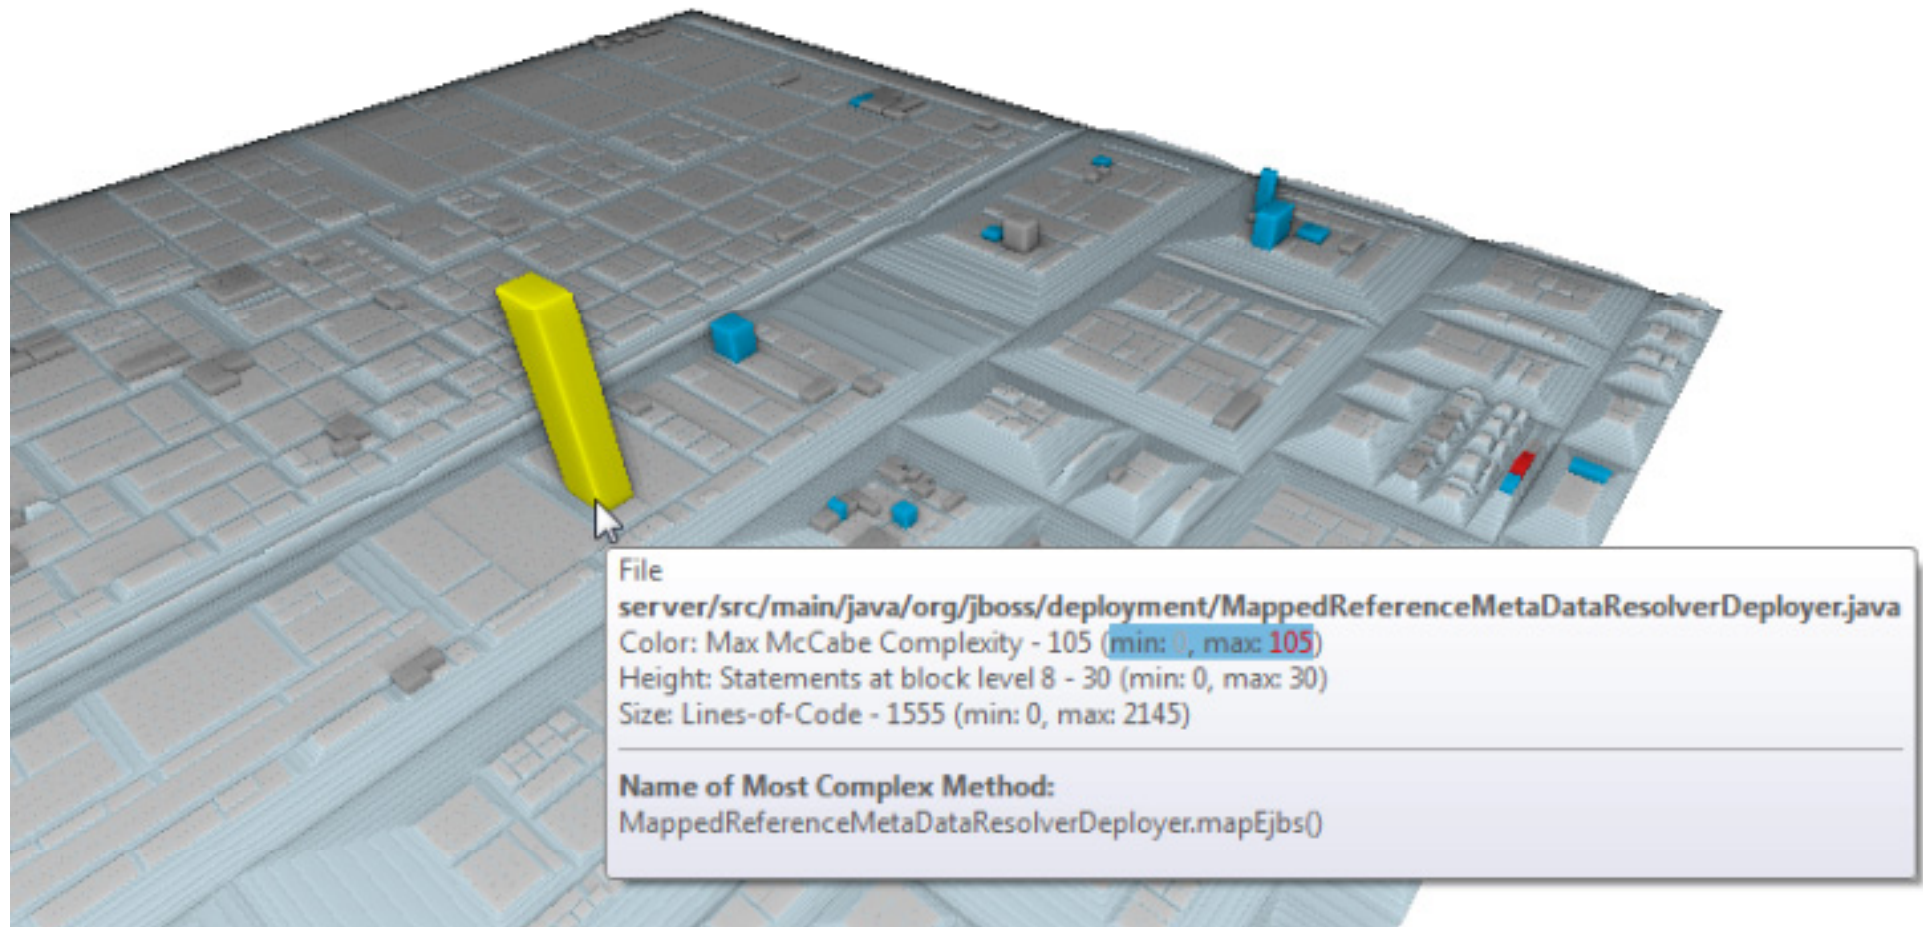 File
server/src/main/java/org/jboss/deployment/MappedReferenceMetaDataResolverDeployer.java
Color: Max McCabe Complexity - 105 (min: 0, max: 105)
Height: Statements at block level 8 - 30 (min: 0, max: 30)
Size: Lines-of-Code - 1555 (min: 0, max: 2145)
Name of Most Complex Method:
MappedReferenceMetaDataResolverDeployer.mapEjbs()